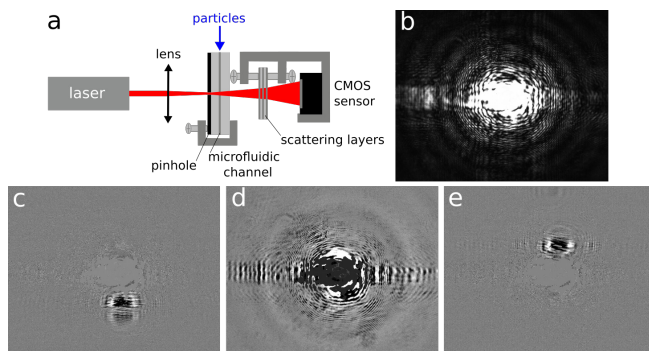 a
particles
lens
laser
CMOS
sensor
scattering layers
pinhole
microfluidic
channel
b
c
d
e